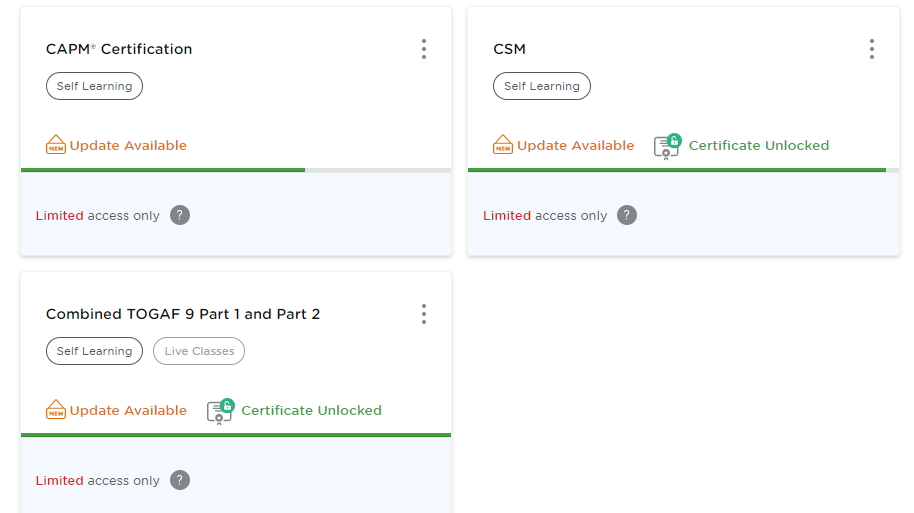 CAPM® Certification
Self Learning
NEW Update Available
Limited access only ?
CSM
Self Learning
NEW Update Available Certificate Unlocked
Limited access only ?
Combined TOGAF 9 Part 1 and Part 2
Self Learning Live Classes
NEW Update Available Certificate Unlocked
Limited access only ?